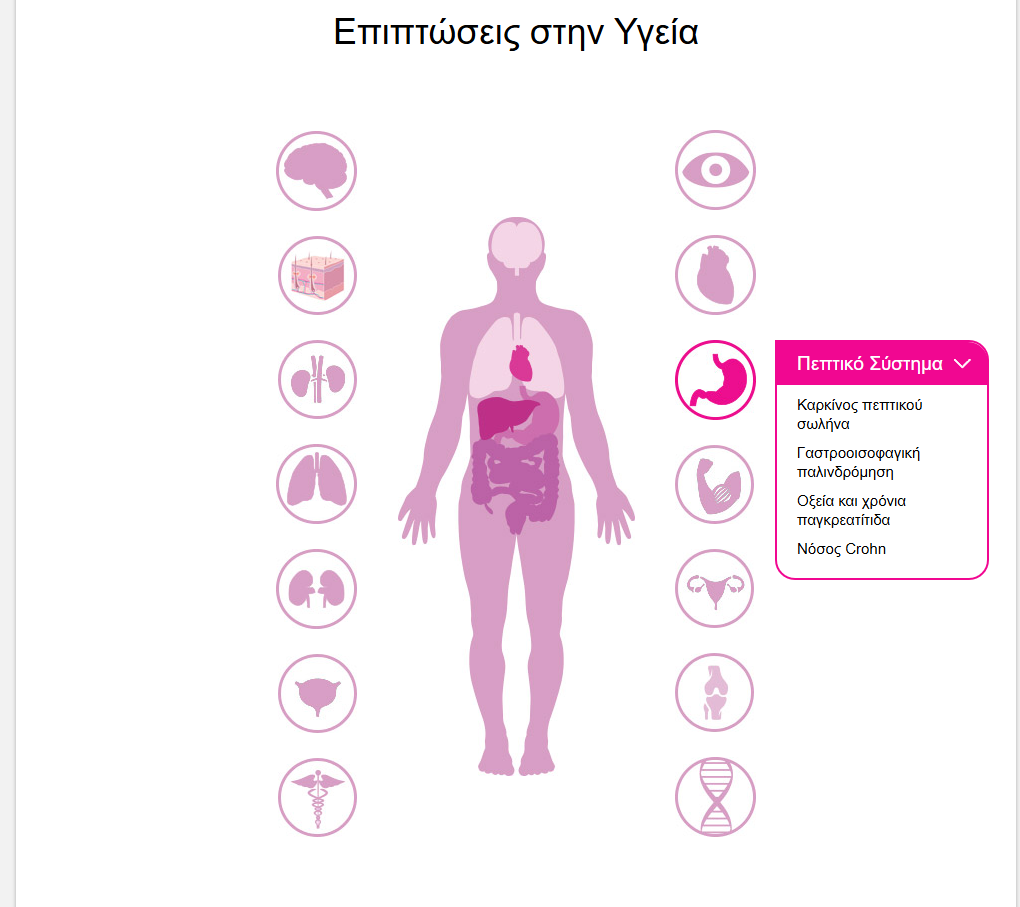 Επιπτώσεις στην Υγεία
Πεπτικό Σύστημα
Καρκίνος πεπτικού
σωλήνα
Γαστροοισοφαγική
παλινδρόμηση
Οξεία και χρόνια
παγκρεατίτιδα
Νόσος Crohn